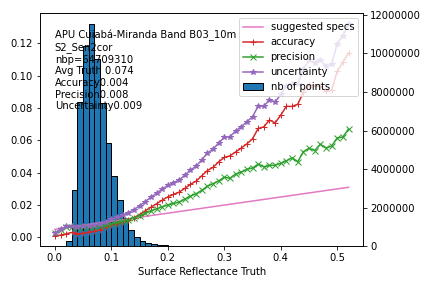 APU Cuiabá-Miranda Band B03_10m
S2_Sen2cor
nbp=64709310
Avg Truth 0.074
Accuracy0.004
Precision0.008
Uncertainty0.009
suggested specs
accuracy
precision
uncertainty
nb of points
0.12
0.10
0.08
0.06
0.04
0.02
0.00
12000000
10000000
8000000
6000000
4000000
2000000
0
0.0 0.1 0.2 0.3 0.4 0.5
Surface Reflectance Truth